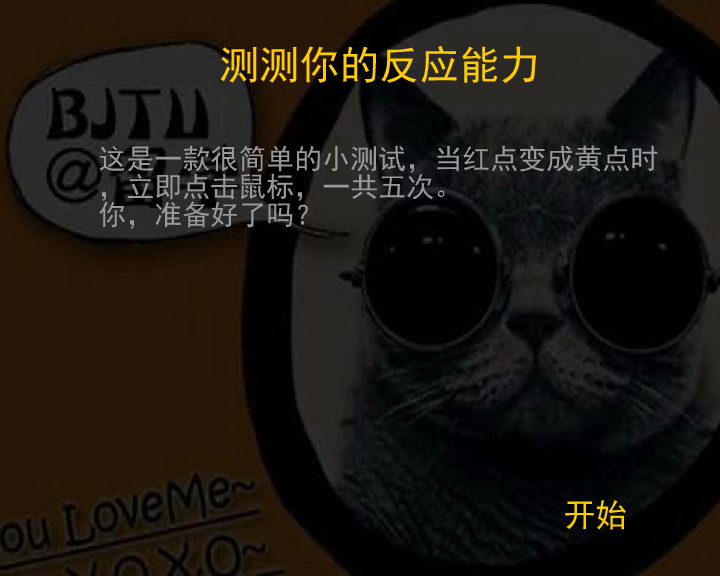 测测你的反应能力
BJTU
@
这是一款很简单的小测试，当红点变成黄点时
，立即点击鼠标，一共五次。
你，准备好了吗？
开始
ou LoveMe~
X.O.X.O~